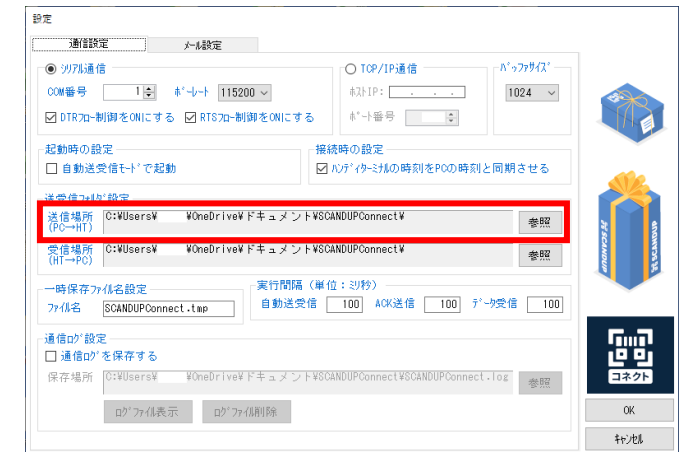 設定
通信設定 メール設定
シリアル通信
COM番号 1 ボーレート 115200
DTRフロー制御をONにする RTSフロー制御をONにする
TCP/IP通信
ホストIP: . . .
ポート番号
バッファサイズ
1024
起動時の設定
自動送受信モードで起動
接続時の設定
ハンディターミナルの時刻をPCの時刻と同期させる
送受信フォルダ設定
送信場所 C:¥Users¥ ¥OneDrive¥ドキュメント¥SCANDUPConnect¥ 参照
(PC→HT)
受信場所 C:¥Users¥ ¥OneDrive¥ドキュメント¥SCANDUPConnect¥ 参照
(HT→PC)
一時保存ファイル名設定
ファイル名 SCANDUPConnect.tmp
実行間隔 (単位:ミリ秒)
自動送受信 100 ACK送信 100 データ受信 100
通信ログ設定
通信ログを保存する
保存場所 C:¥Users¥ ¥OneDrive¥ドキュメント¥SCANDUPConnect¥SCANDUPConnect.log 参照
ログファイル表示 ログファイル削除
SCANDUP
SCANDUP
コネクト
OK
キャンセル